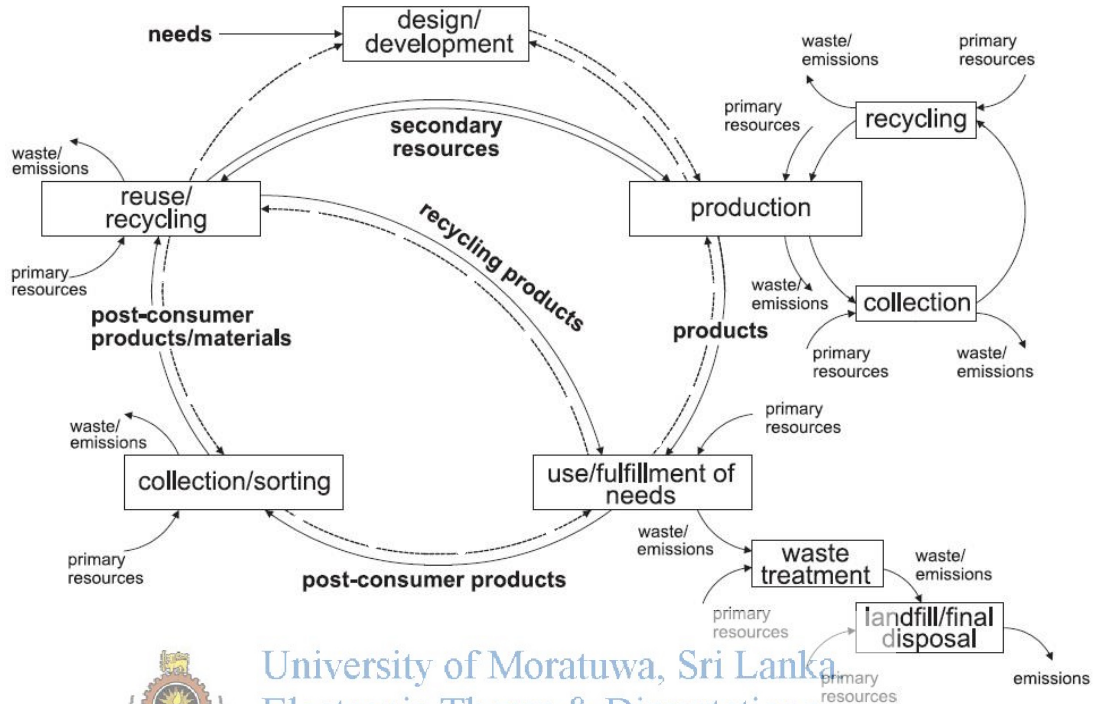 design/
development
needs
waste/
emissions
primary
resources
primary
resources
recycling
secondary
resources
waste/
emissions
reuse/
recycling
production
recycling products
primary
resources
waste/
emissions
collection
post-consumer
products/materials
products
primary
resources
waste/
emissions
primary
resources
waste/
emissions
collection/sorting
use/fulfillment of
needs
primary
resources
waste/
emissions
waste
treatment
waste/
emissions
post-consumer products
primary
resources
landfill/final
disposal
University of Moratuwa, Sri Lanka.
primary
resources
emissions
Electronic Theses & Dissertations